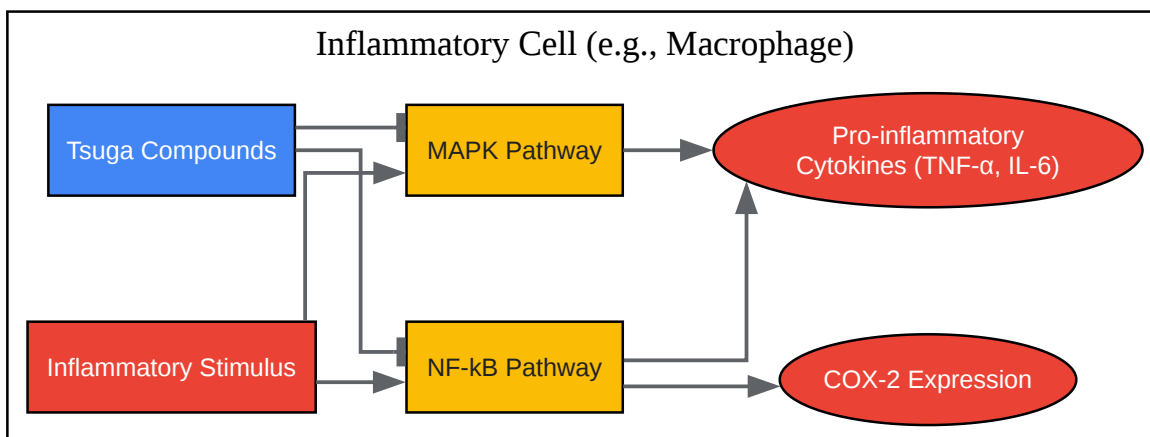 Inflammatory Cell (e.g., Macrophage)
Tsuga Compounds
MAPK Pathway
Pro-inflammatory
Cytokines (TNF-α, IL-6)
Inflammatory Stimulus
NF-kB Pathway
COX-2 Expression